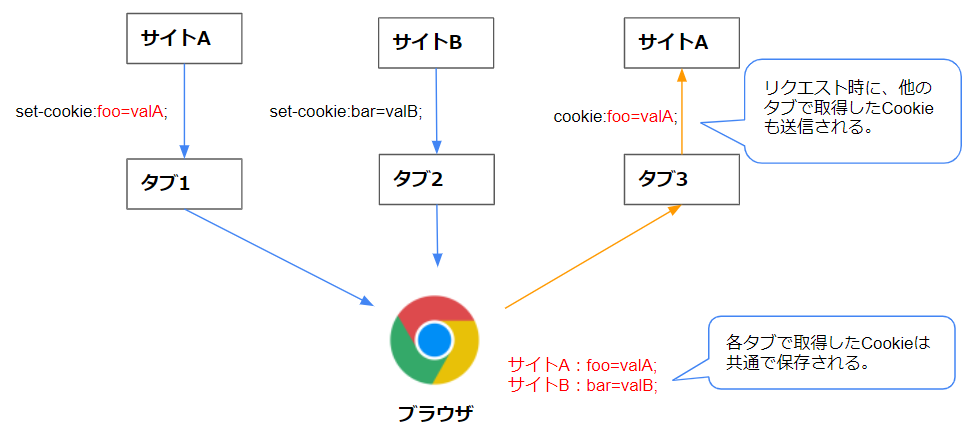 サイトA
サイトB
サイトA
リクエスト時に、他の
タブで取得したCookie
も送信される。
set-cookie:foo=valA;
set-cookie:bar=valB;
cookie:foo=valA;
タブ1
タブ2
タブ3
各タブで取得したCookieは
共通で保存される。
サイトA：foo=valA;
サイトB：bar=valB;
ブラウザ